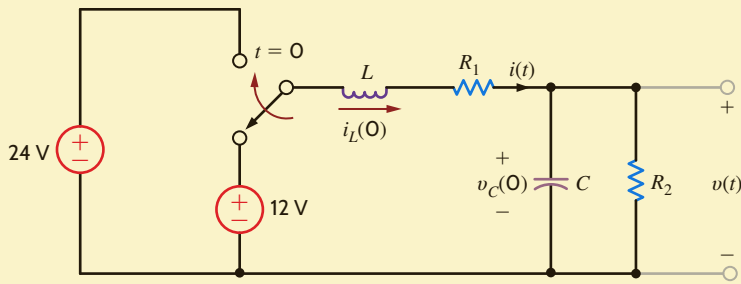 t = 0
L
R1
i(t)
iL(0)
+
24 V
+
−
+
−
12 V
+
vC(0)
−
C
R2
+
v(t)
−